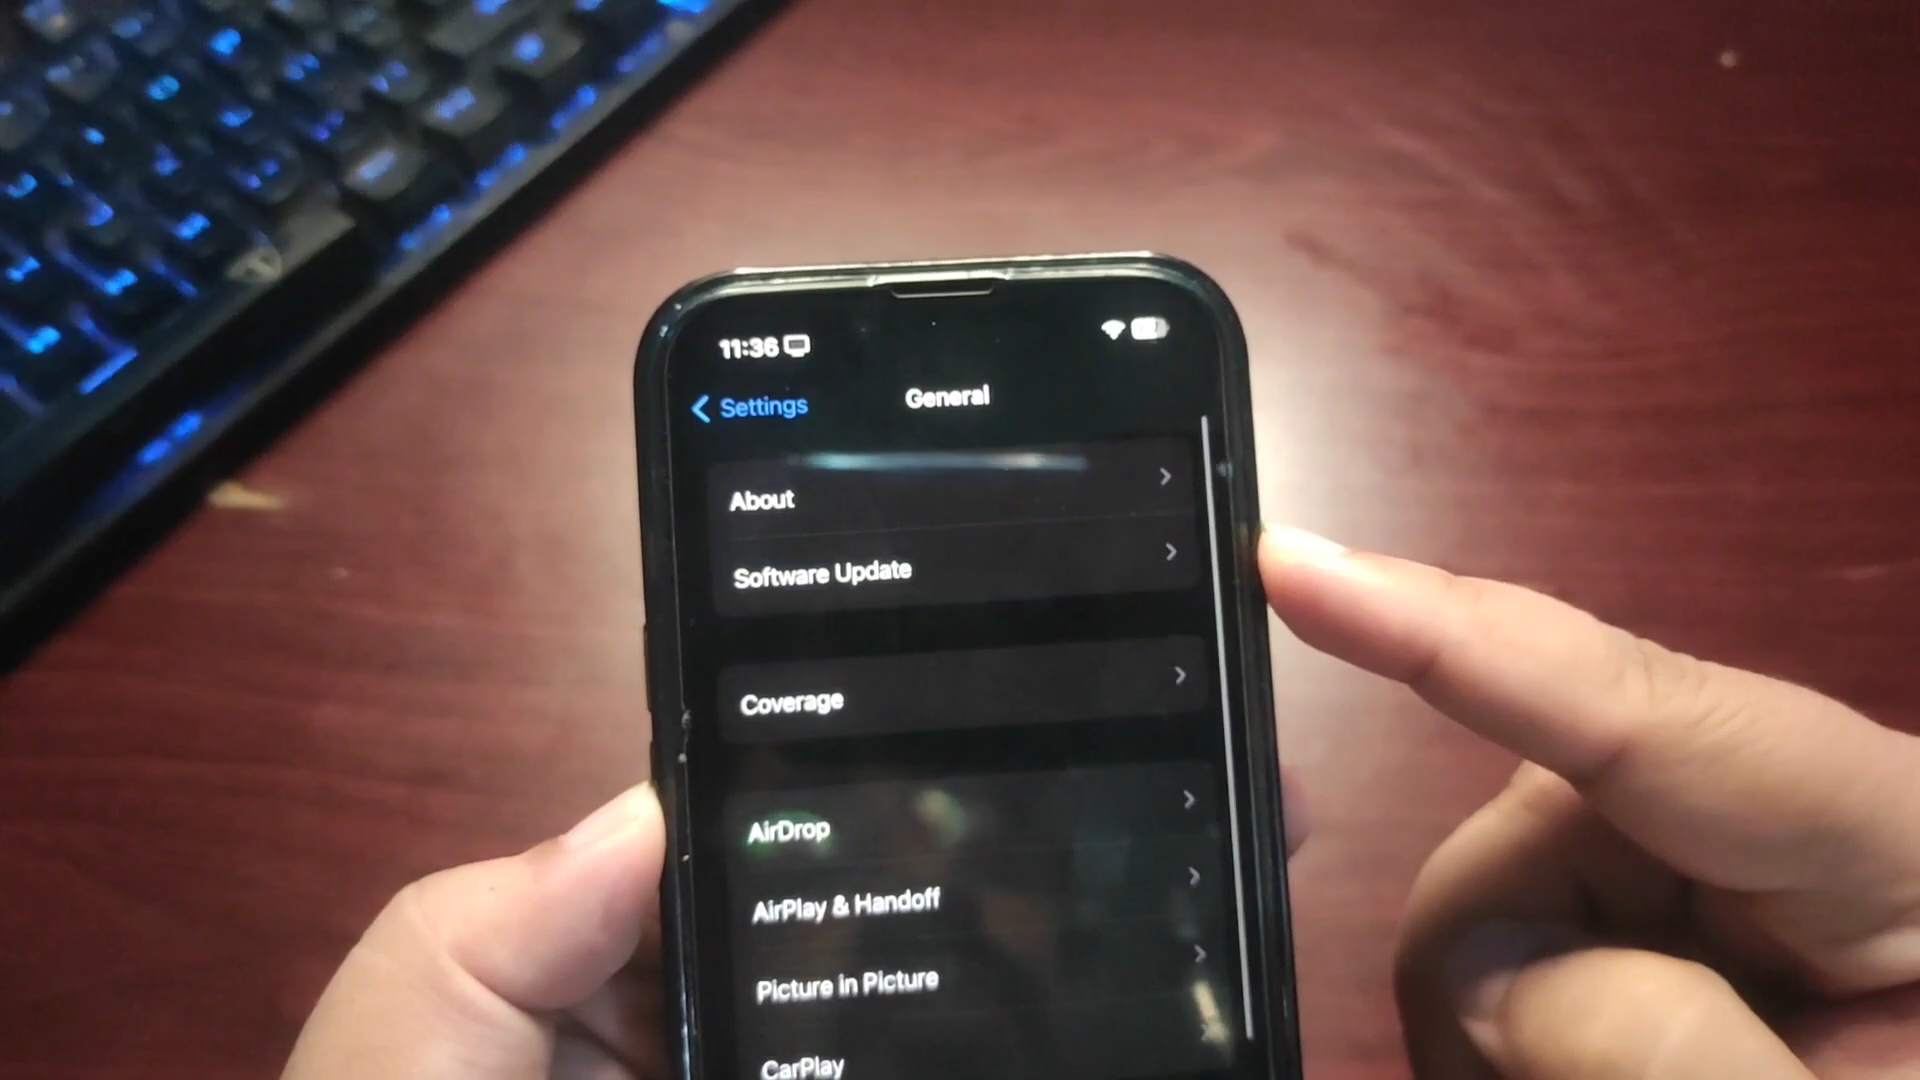 11:36
Settings
General
About
Software Update
Coverage
AirDrop
AirPlay & Handoff
Picture in Picture
CarPlay